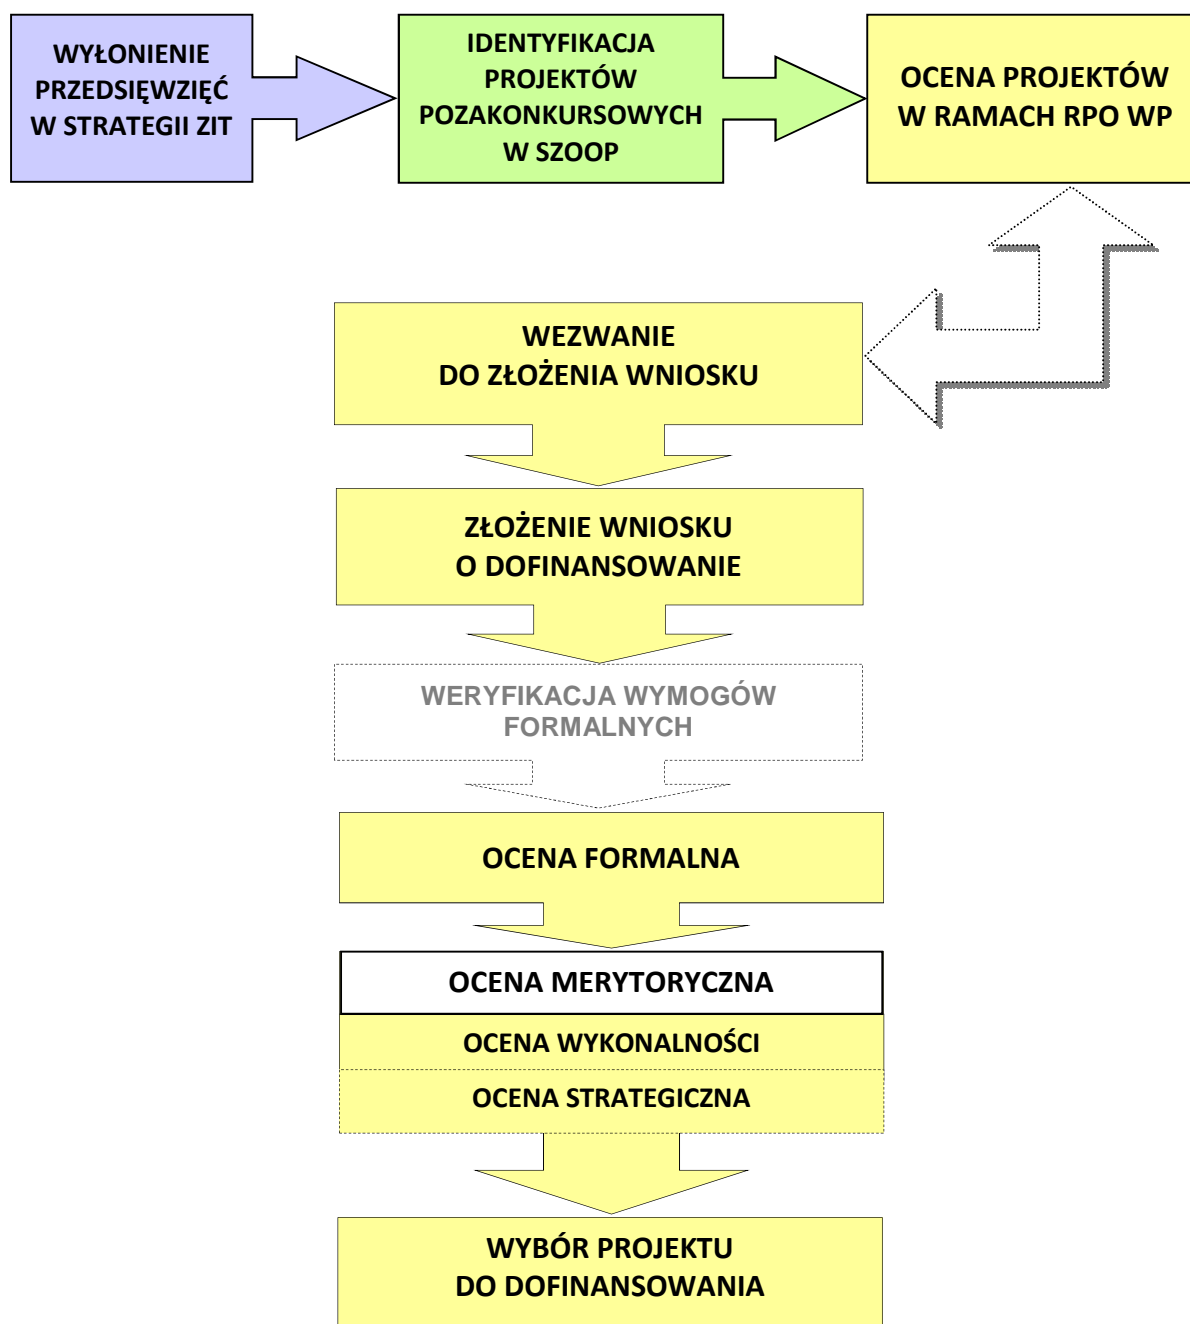 WYŁONIENIE
PRZEDSIĘWZIĘĆ
W STRATEGII ZIT
IDENTYFIKACJA
PROJEKTÓW
POZAKONKURSOWYCH
W SZOOP
OCENA PROJEKTÓW
W RAMACH RPO WP
WEZWANIE
DO ZŁOŻENIA WNIOSKU
ZŁOŻENIE WNIOSKU
O DOFINANSOWANIE
WERYFIKACJA WYMOGÓW
FORMALNYCH
OCENA FORMALNA
OCENA MERYTORYCZNA
OCENA WYKONALNOŚCI
OCENA STRATEGICZNA
WYBÓR PROJEKTU
DO DOFINANSOWANIA